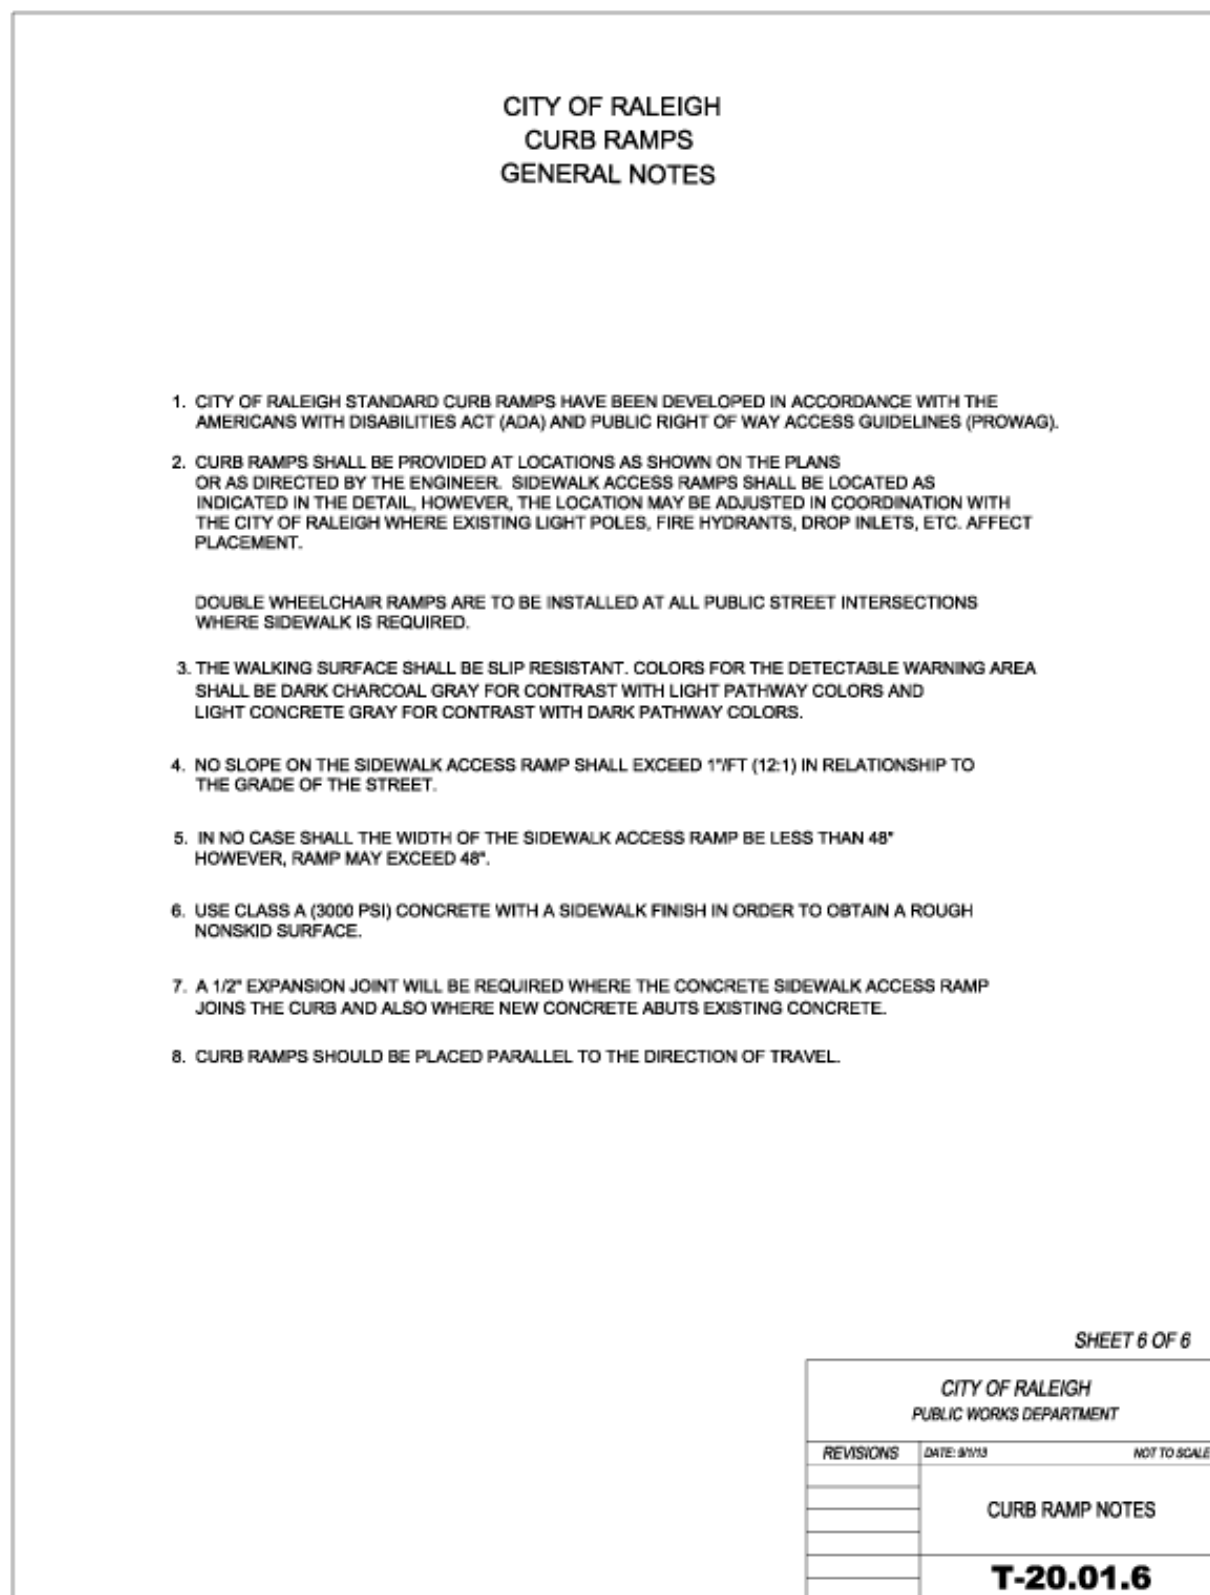 CITY OF RALEIGH
CURB RAMPS
GENERAL NOTES
1. CITY OF RALEIGH STANDARD CURB RAMPS HAVE BEEN DEVELOPED IN ACCORDANCE WITH THE
AMERICANS WITH DISABILITIES ACT (ADA) AND PUBLIC RIGHT OF WAY ACCESS GUIDELINES (PROWAG).
2. CURB RAMPS SHALL BE PROVIDED AT LOCATIONS AS SHOWN ON THE PLANS
OR AS DIRECTED BY THE ENGINEER. SIDEWALK ACCESS RAMPS SHALL BE LOCATED AS
INDICATED IN THE DETAIL, HOWEVER, THE LOCATION MAY BE ADJUSTED IN COORDINATION WITH
THE CITY OF RALEIGH WHERE EXISTING LIGHT POLES, FIRE HYDRANTS, DROP INLETS, ETC. AFFECT
PLACEMENT.
DOUBLE WHEELCHAIR RAMPS ARE TO BE INSTALLED AT ALL PUBLIC STREET INTERSECTIONS
WHERE SIDEWALK IS REQUIRED.
3. THE WALKING SURFACE SHALL BE SLIP RESISTANT. COLORS FOR THE DETECTABLE WARNING AREA
SHALL BE DARK CHARCOAL GRAY FOR CONTRAST WITH LIGHT PATHWAY COLORS AND
LIGHT CONCRETE GRAY FOR CONTRAST WITH DARK PATHWAY COLORS.
4. NO SLOPE ON THE SIDEWALK ACCESS RAMP SHALL EXCEED 1"/FT (12:1) IN RELATIONSHIP TO
THE GRADE OF THE STREET.
5. IN NO CASE SHALL THE WIDTH OF THE SIDEWALK ACCESS RAMP BE LESS THAN 48"
HOWEVER, RAMP MAY EXCEED 48".
6. USE CLASS A (3000 PSI) CONCRETE WITH A SIDEWALK FINISH IN ORDER TO OBTAIN A ROUGH
NONSKID SURFACE.
7. A 1/2" EXPANSION JOINT WILL BE REQUIRED WHERE THE CONCRETE SIDEWALK ACCESS RAMP
JOINS THE CURB AND ALSO WHERE NEW CONCRETE ABUTS EXISTING CONCRETE.
8. CURB RAMPS SHOULD BE PLACED PARALLEL TO THE DIRECTION OF TRAVEL.
SHEET 6 OF 6
CITY OF RALEIGH
PUBLIC WORKS DEPARTMENT
REVISIONS DATE: 9/1/13 NOT TO SCALE
CURB RAMP NOTES
T-20.01.6